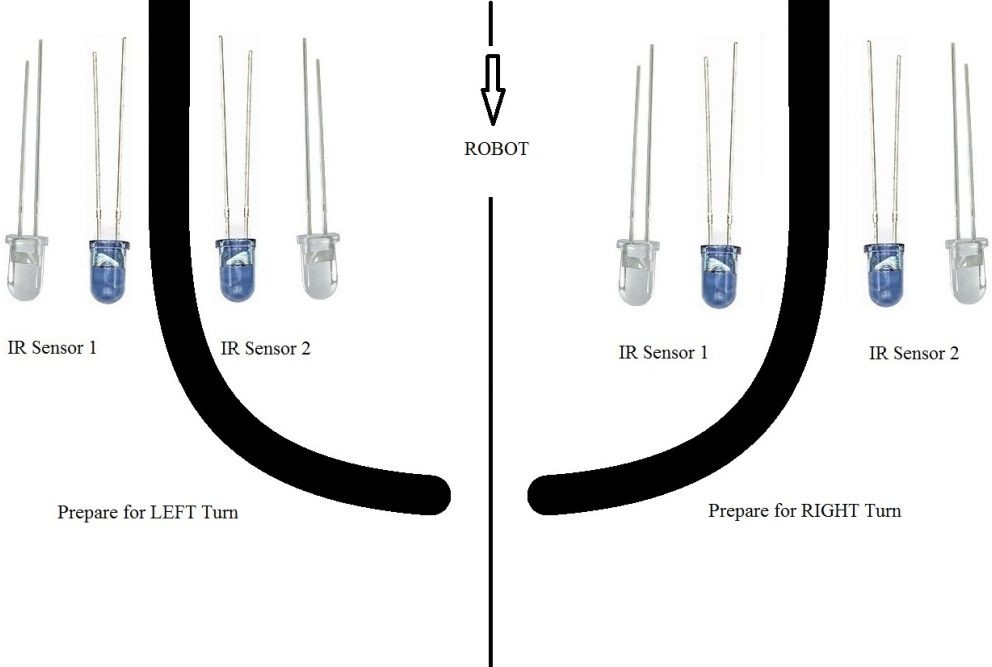 ROBOT
IR Sensor 1
IR Sensor 2
IR Sensor 1
IR Sensor 2
Prepare for LEFT Turn
Prepare for RIGHT Turn